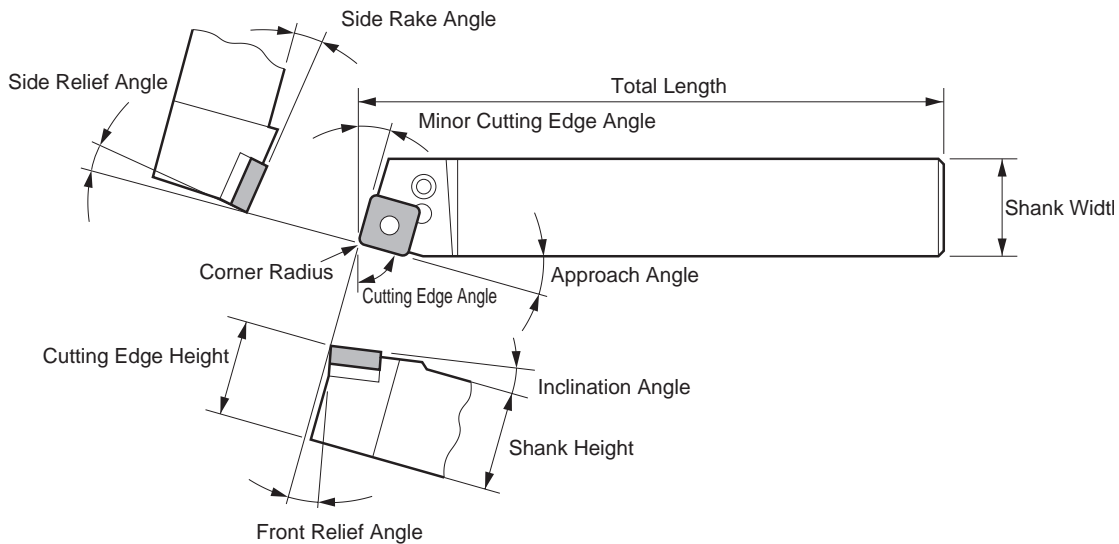 Side Rake Angle
Side Relief Angle
Total Length
Minor Cutting Edge Angle
Shank Width
Corner Radius
Cutting Edge Angle
Approach Angle
Cutting Edge Height
Inclination Angle
Shank Height
Front Relief Angle